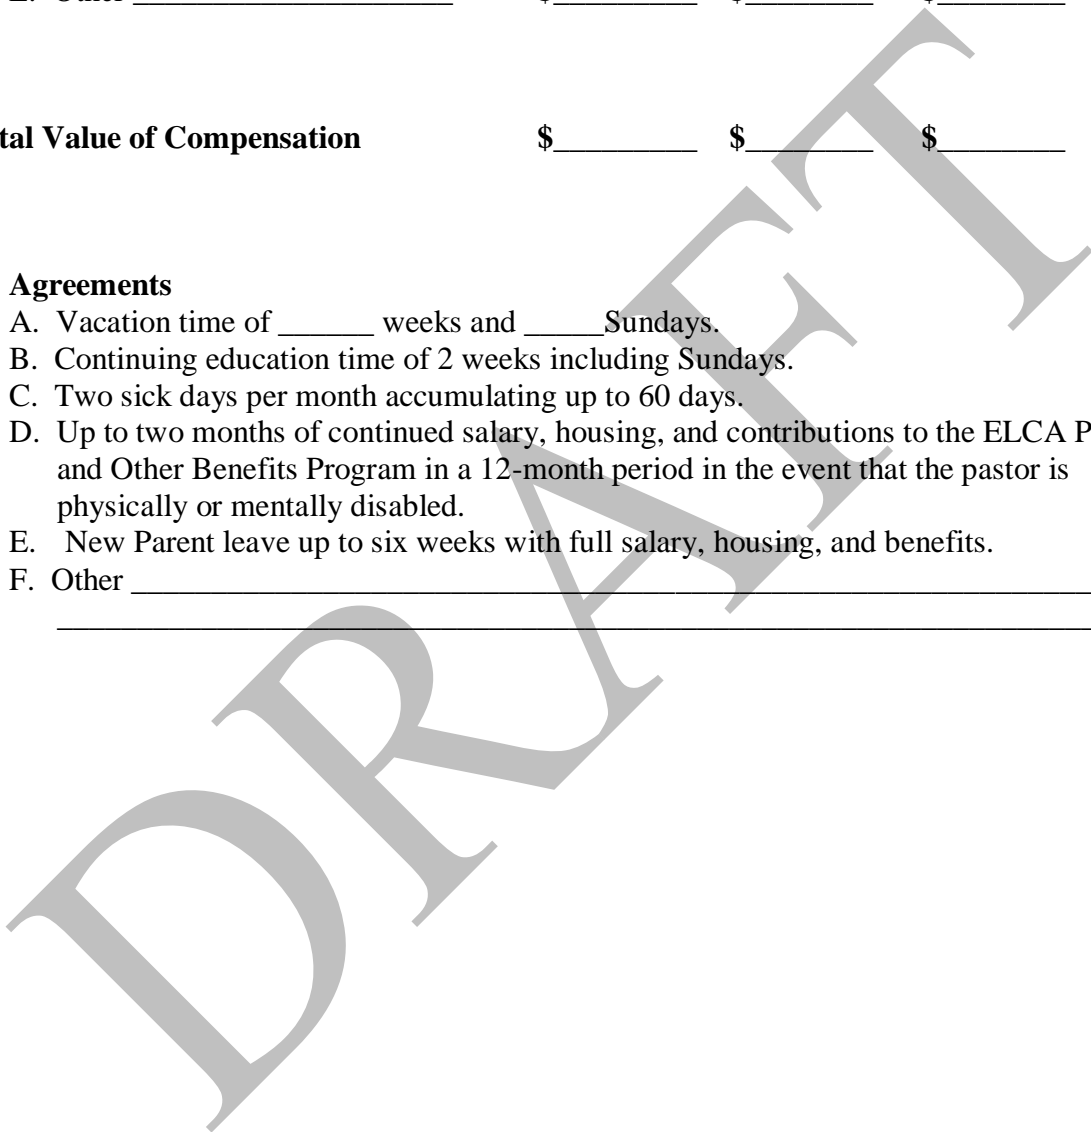 E. Other ____________________ $_________ $________ $________
tal Value of Compensation $_________ $________ $________
Agreements
A. Vacation time of ______ weeks and _____Sundays.
B. Continuing education time of 2 weeks including Sundays.
C. Two sick days per month accumulating up to 60 days.
D. Up to two months of continued salary, housing, and contributions to the ELCA P
and Other Benefits Program in a 12-month period in the event that the pastor is
physically or mentally disabled.
E. New Parent leave up to six weeks with full salary, housing, and benefits.
F. Other ____________________________________________________________
_________________________________________________________________
DRAFT